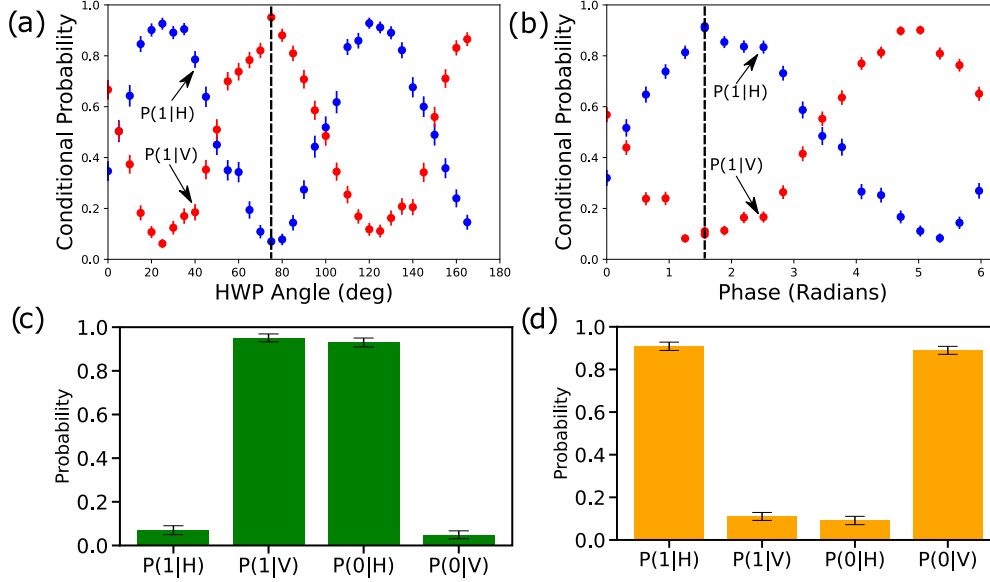 (a)
Conditional Probability
1.0
0.8
0.6
0.4
0.2
0.0
P(1|H)
P(1|V)
0 20 40 60 80 100 120 140 160 180
HWP Angle (deg)
(b)
Conditional Probability
1.0
0.8
0.6
0.4
0.2
0.0
P(1|H)
P(1|V)
0 1 2 3 4 5 6
Phase (Radians)
(c)
Probability
1.0
0.8
0.6
0.4
0.2
0.0
P(1|H) P(1|V) P(0|H) P(0|V)
(d)
Probability
1.0
0.8
0.6
0.4
0.2
0.0
P(1|H) P(1|V) P(0|H) P(0|V)